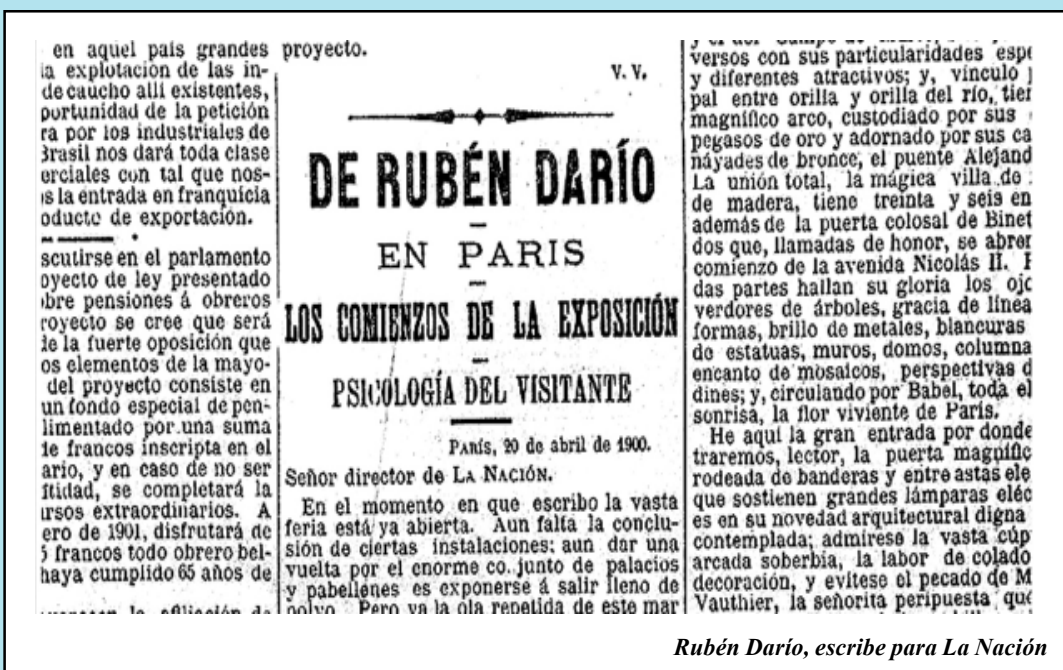 en aquel país grandes
la explotación de las in-
de caucho allí existentes,
portunidad de la petición
ra por los industriales de
Brasil nos dará toda clase
erciales con tal que nos-
os la entrada en franquicia
oducto de exportación.
scutirse en el parlamento
oyecto de ley presentado
obre pensiones á obreros
royecto se cree que será
de la fuerte oposición que
os elementos de la mayo-
del proyecto consiste en
un fondo especial de pen-
limentado por una suma
de francos inscripta en el
ario, y en caso de no ser
ntidad, se completará la
ursos extraordinarios. A
ero de 1901, disfrutará de
5 francos todo obrero bel-
haya cumplido 65 años de
la afiliación de
proyecto.
V. V.
DE RUBÉN DARÍO
EN PARIS
LOS COMIENZOS DE LA EXPOSICIÓN
PSICOLOGÍA DEL VISITANTE
PARÍS, 20 de abril de 1900.
Señor director de LA NACIÓN.
En el momento en que escribo la vasta
feria está ya abierta. Aun falta la conclu-
sión de ciertas instalaciones: aun dar una
vuelta por el enorme co junto de palacios
y pabellones es exponerse á salir lleno de
polvo. Pero ya la ola repetida de este mar
y el del Campo de
versos con sus particularidades espe
y diferentes atractivos; y, vínculo
pal entre orilla y orilla del río, tien
magnífico arco, custodiado por sus
pegasos de oro y adornado por sus ca
náyades de bronce, el puente Alejand
La unión total, la mágica villa de
de madera, tiene treinta y seis en
además de la puerta colosal de Binet
dos que, llamadas de honor, se abren
comienzo de la avenida Nicolás II.
das partes hallan su gloria los ojo
verdores de árboles, gracia de línea
formas, brillo de metales, blancuras
de estatuas, muros, domos, columna
encanto de mosaicos, perspectivas d
dines; y, circulando por Babel, toda el
sonrisa, la flor viviente de París.
He aquí la gran entrada por donde
traremos, lector, la puerta magnífic
rodeada de banderas y entre astas ele
que sostienen grandes lámparas eléc
es en su novedad arquitectural digna
contemplada; admírese la vasta cúp
arcada soberbia, la labor de colado
decoración, y evítese el pecado de M
Vauthier, la señorita peripuesta que
Rubén Darío, escribe para La Nación